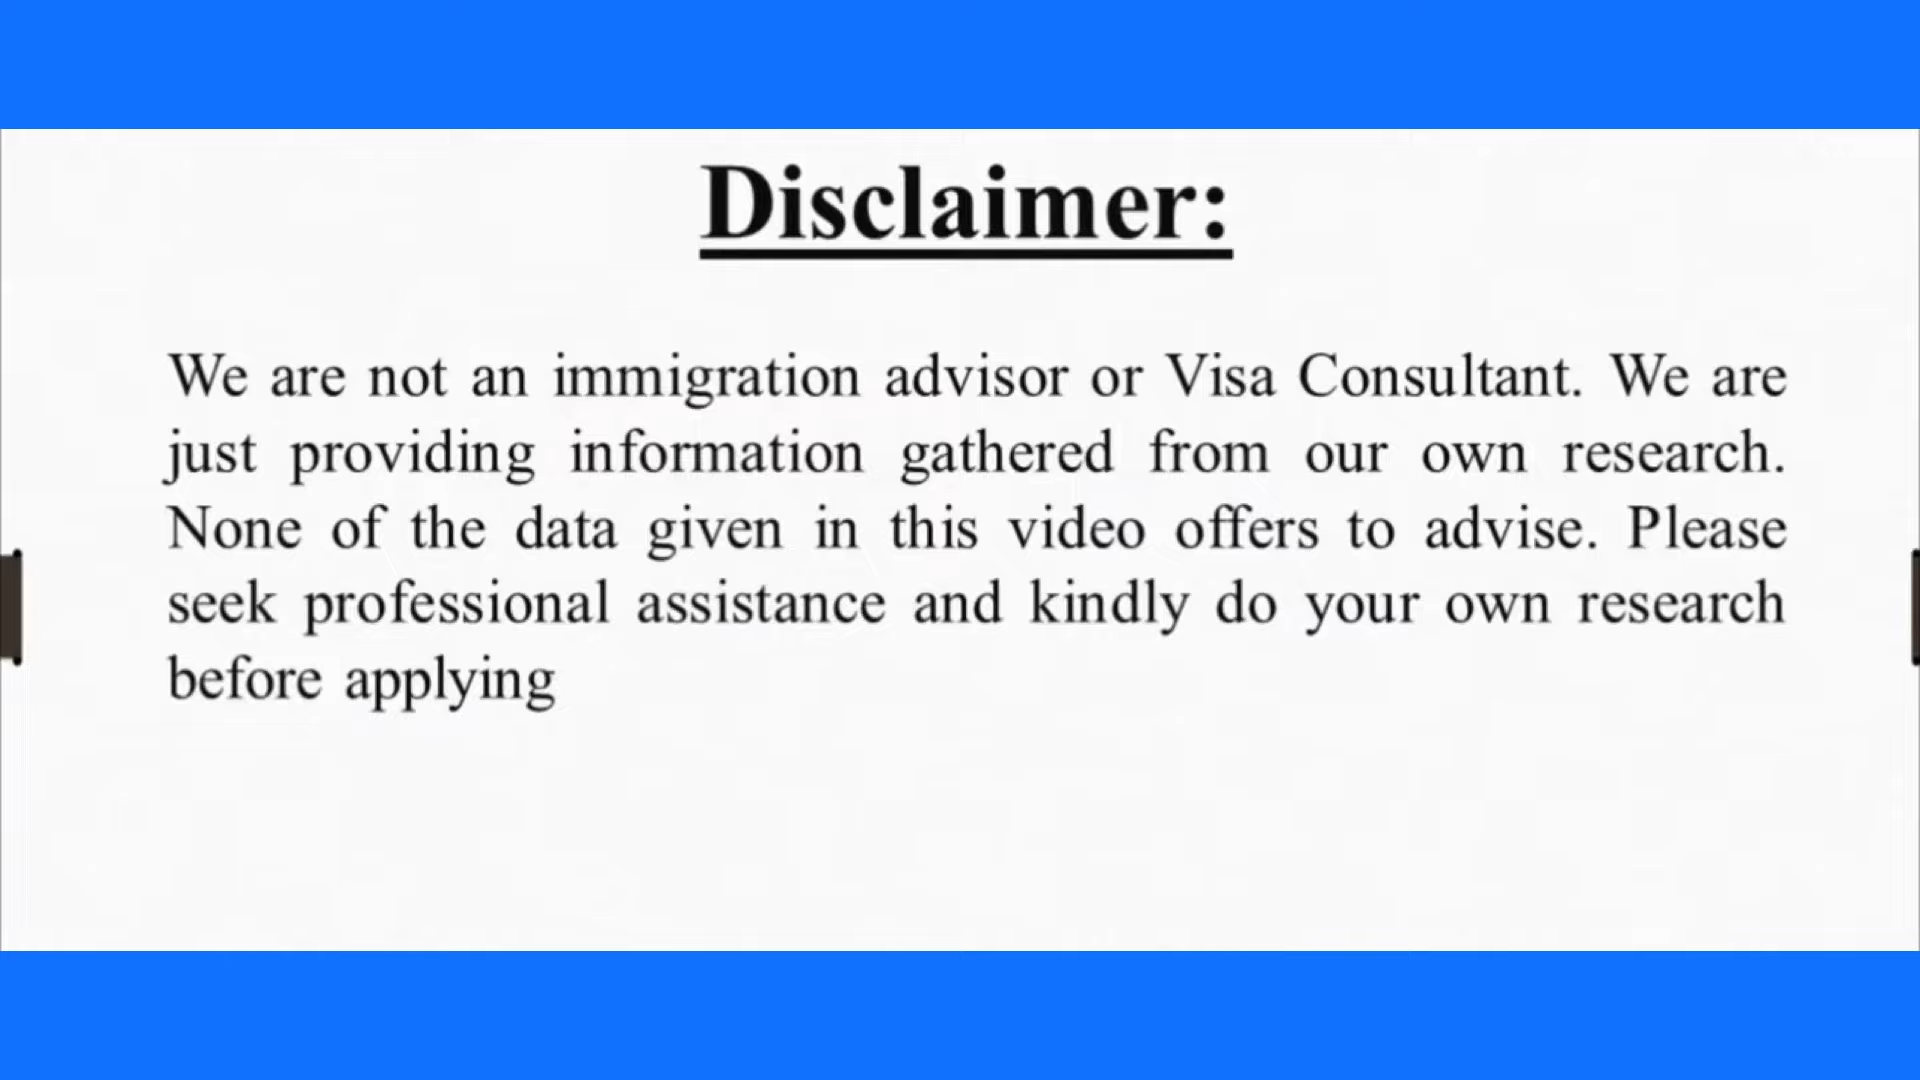 Disclaimer:
We are not an immigration advisor or Visa Consultant. We are
just providing information gathered from our own research.
None of the data given in this video offers to advise. Please
seek professional assistance and kindly do your own research
before applying